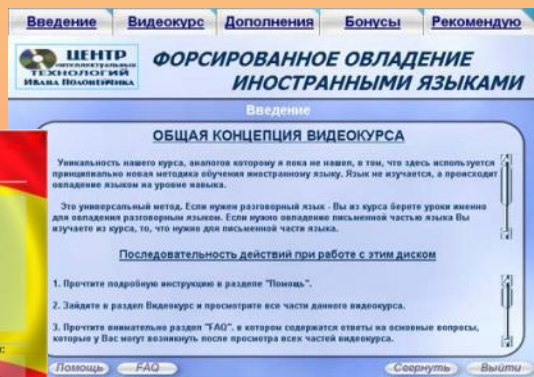 Введение Видеокурс Дополнения Бонусы Рекомендую
ЦЕНТР
ИНТЕЛЛЕКТУАЛЬНЫХ
ТЕХНОЛОГИЙ
ИВАНА ПОЛОНЕЙЧИКА
ФОРСИРОВАННОЕ ОВЛАДЕНИЕ
ИНОСТРАННЫМИ ЯЗЫКАМИ
Введение
ОБЩАЯ КОНЦЕПЦИЯ ВИДЕОКУРСА
Уникальность нашего курса, аналогов которому я пока не нашел, в том, что здесь используется
принципиально новая методика обучения иностранному языку. Язык не изучается, а происходит
овладение языком на уровне навыка.
Это универсальный метод. Если нужен разговорный язык - Вы из курса берете уроки именно
для овладения разговорным языком. Если нужно овладение письменной частью языка Вы
изучаете из курса, то, что нужно для письменной части языка.
Последовательность действий при работе с этим диском
1. Прочтите подробную инструкцию в разделе "Помощь".
2. Зайдите в раздел Видеокурс и просмотрите все части данного видеокурса.
3. Прочтите внимательно раздел "FAQ", в котором содержатся ответы на основные вопросы,
которые у Вас могут возникнуть после просмотра всех частей видеокурса.
Помощь FAQ Свернуть Выйти